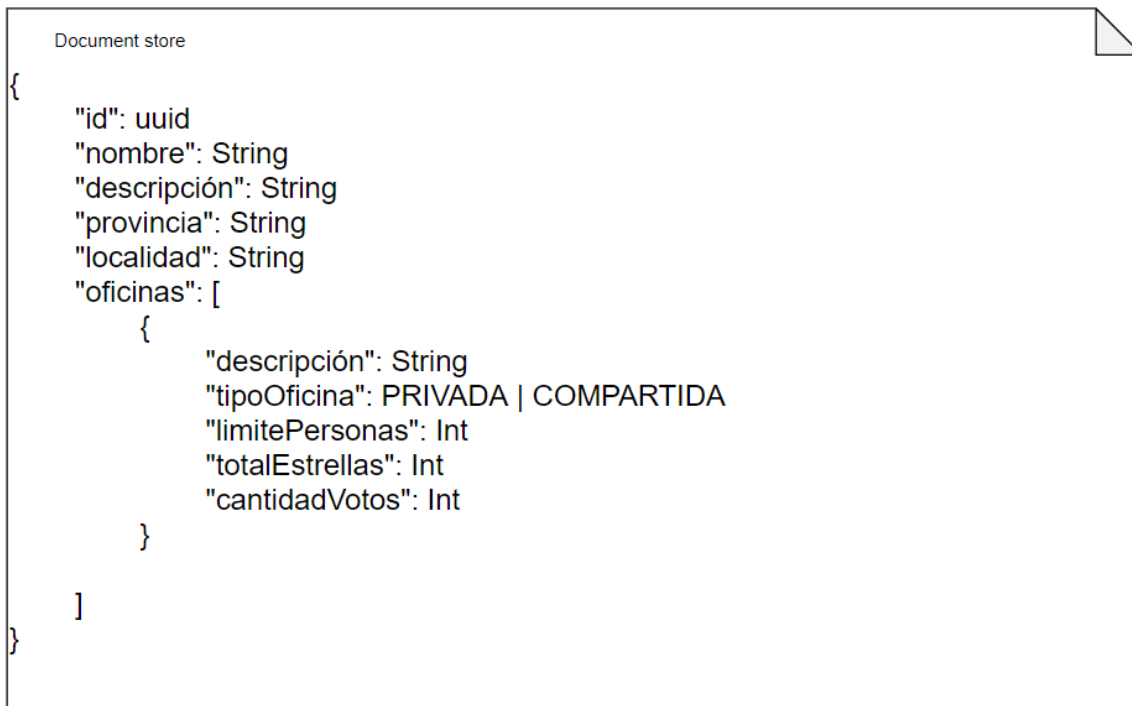 Document store
{
"id": uuid
"nombre": String
"descripción": String
"provincia": String
"localidad": String
"oficinas": [
{
"descripción": String
"tipoOficina": PRIVADA | COMPARTIDA
"limitePersonas": Int
"totalEstrellas": Int
"cantidadVotos": Int
}
]
}